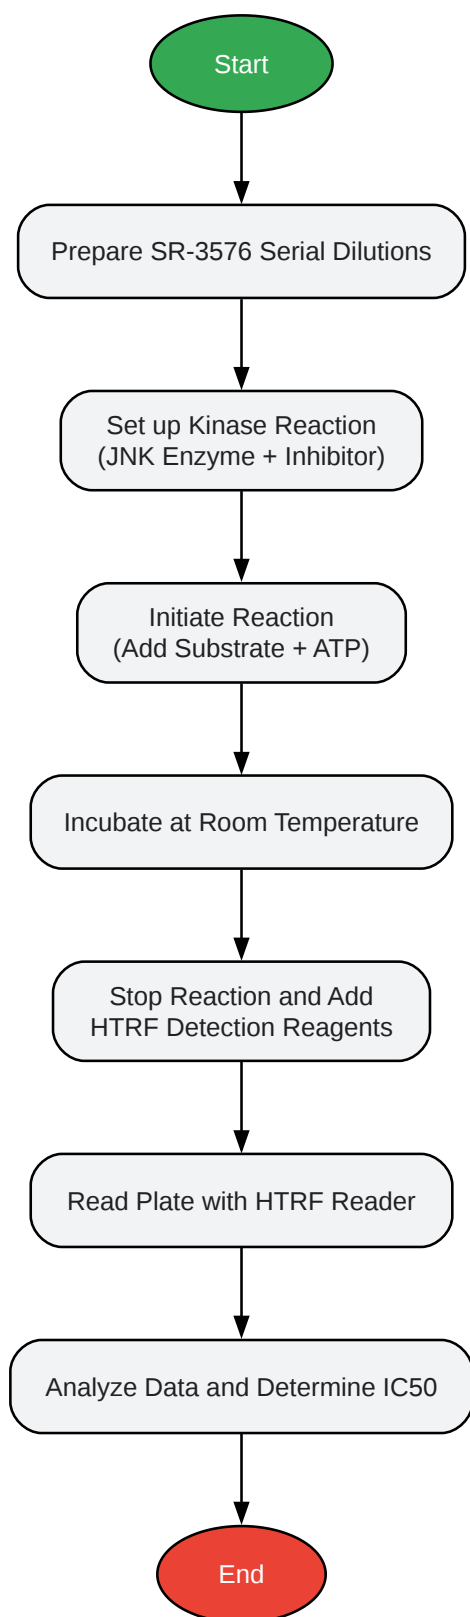 Start
Prepare SR-3576 Serial Dilutions
Set up Kinase Reaction
(JNK Enzyme + Inhibitor)
Initiate Reaction
(Add Substrate + ATP)
Incubate at Room Temperature
Stop Reaction and Add
HTRF Detection Reagents
Read Plate with HTRF Reader
Analyze Data and Determine IC50
End